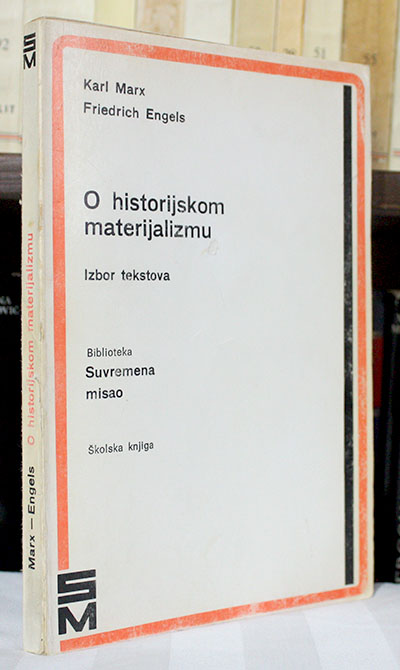 Karl Marx
Friedrich Engels
O historijskom
materijalizmu
Izbor tekstova
Biblioteka
Suvremena
misao
Školska knjiga
SM
SM
Marx — Engels O historijskom materijalizmu
51